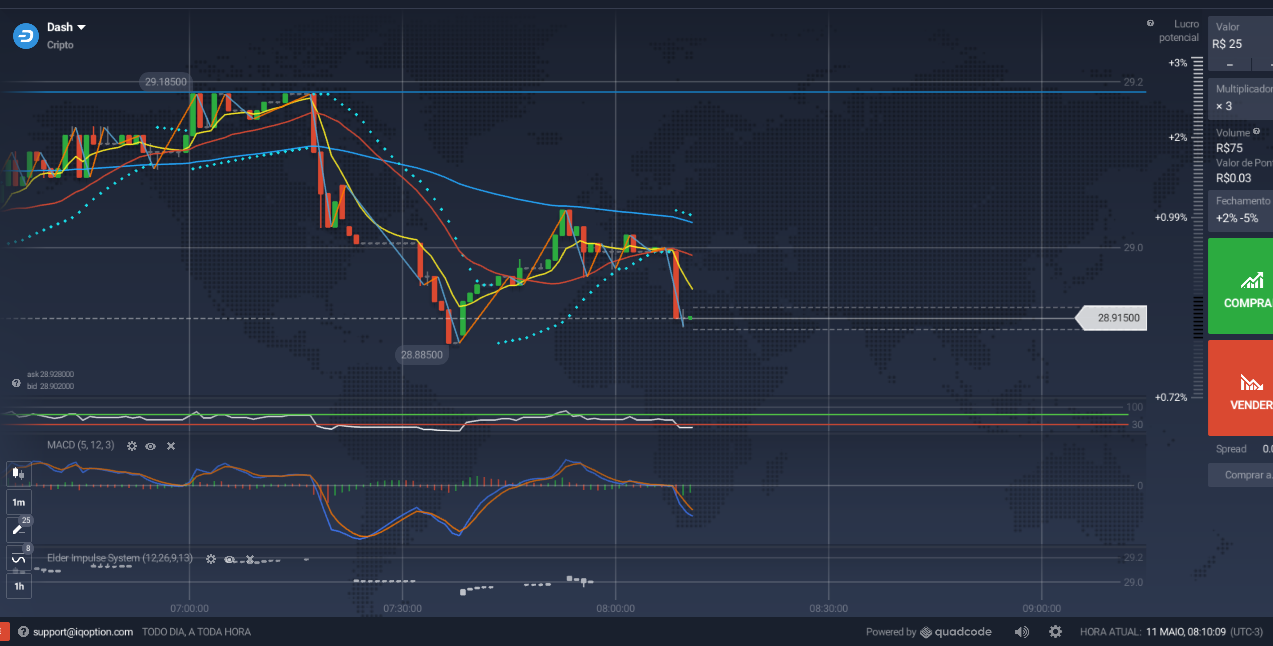 Dash
Cripto
Lucro
potencial
Valor
R$ 25
+3%
29.18500
29.2
Multiplicador
× 3
+2%
Volume
R$75
Valor de Pont
R$0.03
Fechamento
+2% -5%
+0.99%
29.0
COMPRA
28.91500
28.88500
ask 28.928000
bid 28.902000
+0.72%
VENDER
100
30
MACD (5, 12, 3)
Spread 0.0
Comprar a
0
1m
25
8
Elder Impulse System (12,26,9,13)
29.2
29.0
1h
07:00:00 07:30:00 08:00:00 08:30:00 09:00:00
support@iqoption.com TODO DIA, A TODA HORA Powered by quadcode HORA ATUAL: 11 MAIO, 08:10:09 (UTC-3)